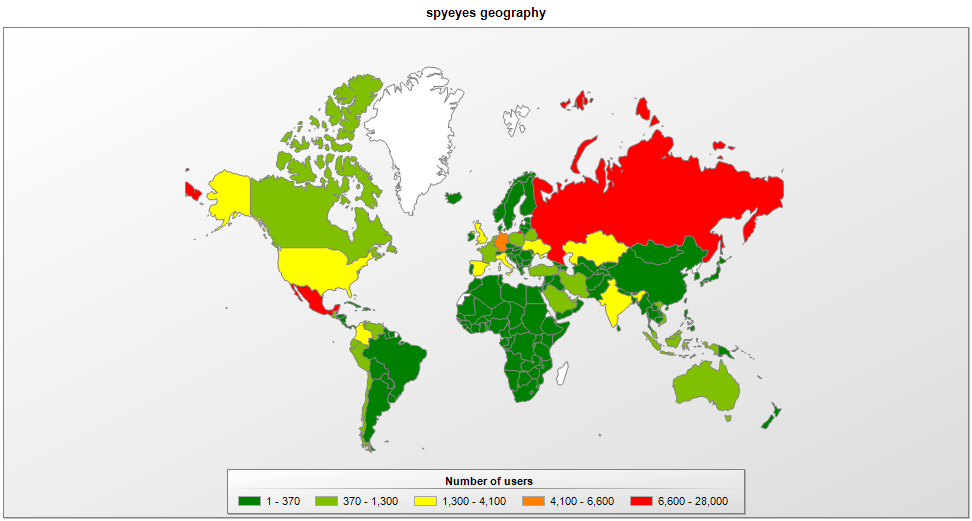 spyeyes geography
Number of users
1 - 370 370 - 1,300 1,300 - 4,100 4,100 - 6,600 6,600 - 28,000